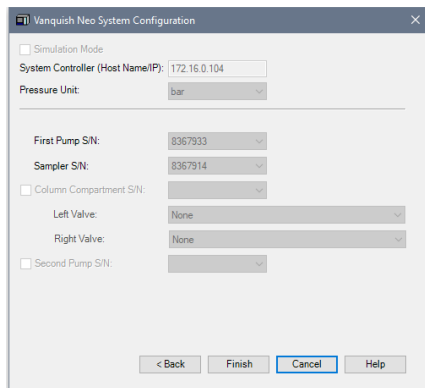 Vanquish Neo System Configuration
Simulation Mode
System Controller (Host Name/IP): 172.16.0.104
Pressure Unit: bar
First Pump S/N: 8367933
Sampler S/N: 8367914
Column Compartment S/N:
Left Valve: None
Right Valve: None
Second Pump S/N:
< Back Finish Cancel Help